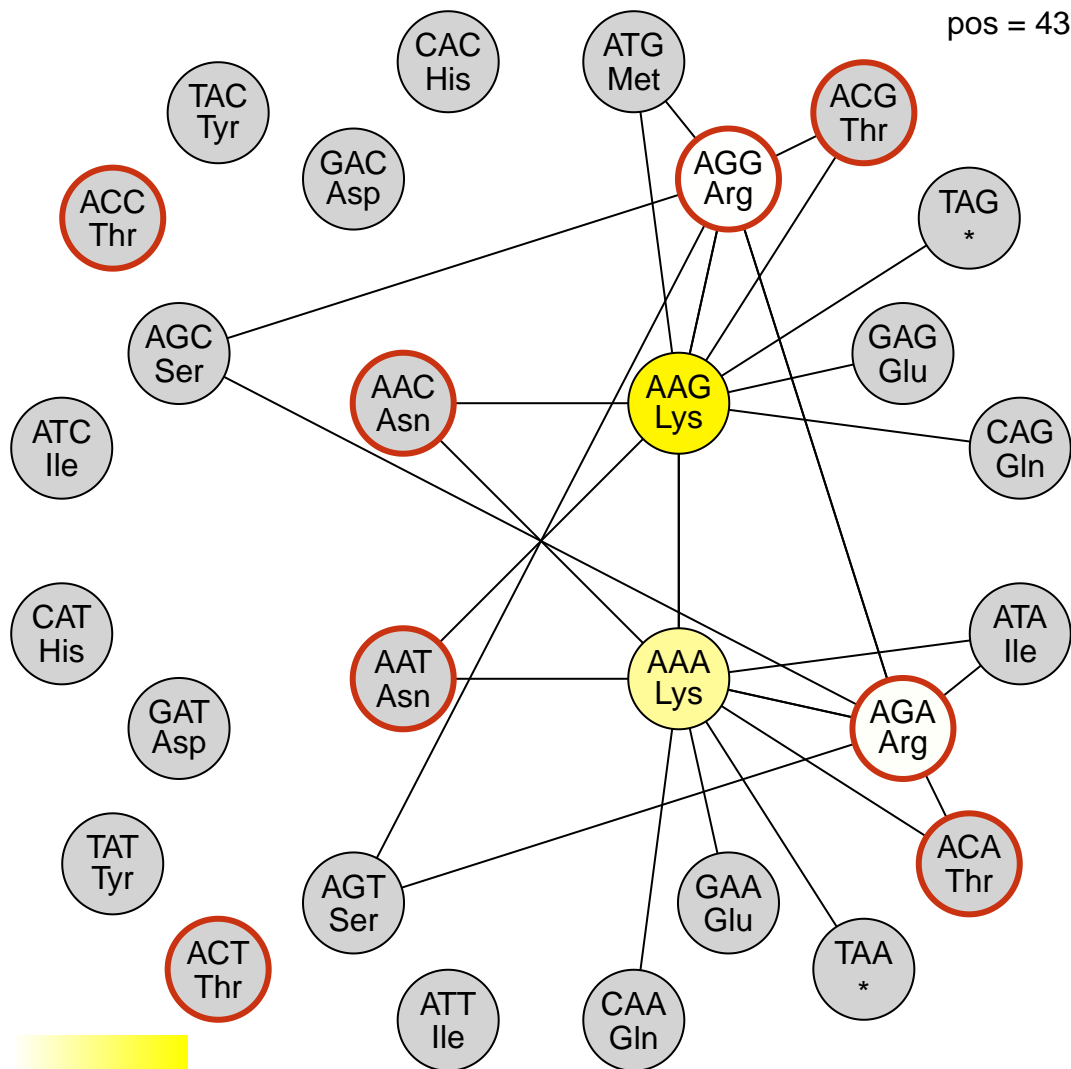 pos = 43
CAC
His
ATG
Met
TAC
Tyr
ACG
Thr
GAC
Asp
AGG
Arg
ACC
Thr
TAG
*
AGC
Ser
GAG
Glu
AAC
Asn
AAG
Lys
ATC
Ile
CAG
Gln
CAT
His
ATA
Ile
AAT
Asn
AAA
Lys
GAT
Asp
AGA
Arg
TAT
Tyr
ACA
Thr
AGT
Ser
GAA
Glu
ACT
Thr
TAA
*
ATT
Ile
CAA
Gln